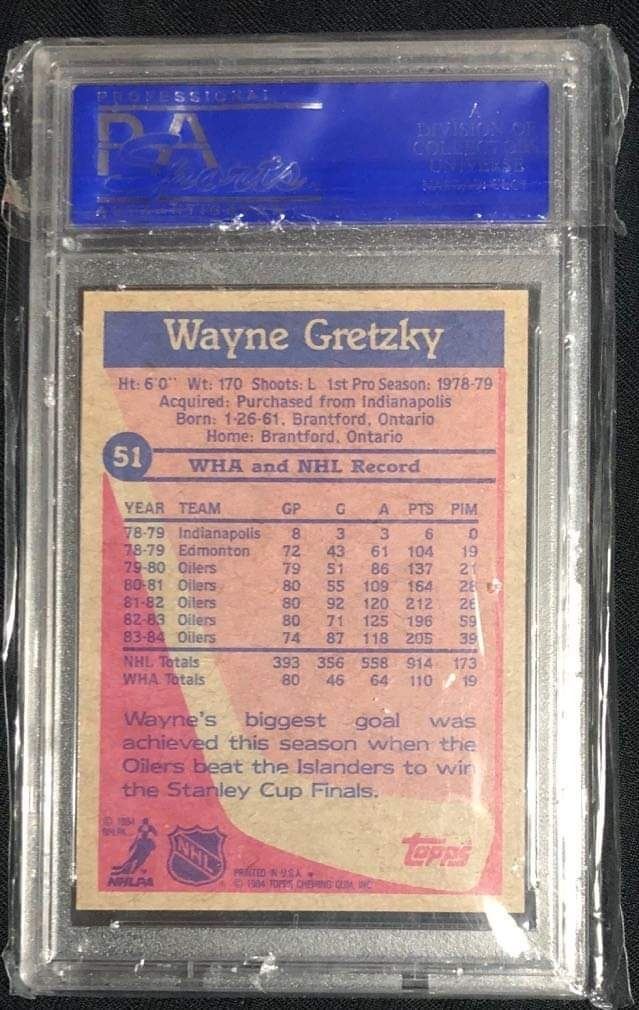 PROFESSIONAL
PSA
Sports
A
DIVISION OF
COLLECTORS
UNIVERSE
Wayne Gretzky
Ht: 6'0" Wt: 170 Shoots: L 1st Pro Season: 1978-79
Acquired: Purchased from Indianapolis
Born: 1-26-61, Brantford, Ontario
Home: Brantford, Ontario
51 WHA and NHL Record
YEAR TEAM GP G A PTS PIM
78-79 Indianapolis 8 3 3 6 0
78-79 Edmonton 72 43 61 104 19
79-80 Oilers 79 51 86 137 21
80-81 Oilers 80 55 109 164 28
81-82 Oilers 80 92 120 212 26
82-83 Oilers 80 71 125 196 59
83-84 Oilers 74 87 118 205 39
NHL Totals 393 356 558 914 173
WHA Totals 80 46 64 110 19
Wayne's biggest goal was
achieved this season when the
Oilers beat the Islanders to win
the Stanley Cup Finals.
© 1984
NHLPA
NHLPA
NHL
Topps
PRINTED IN U.S.A.
© 1984 TOPPS CHEWING GUM, INC